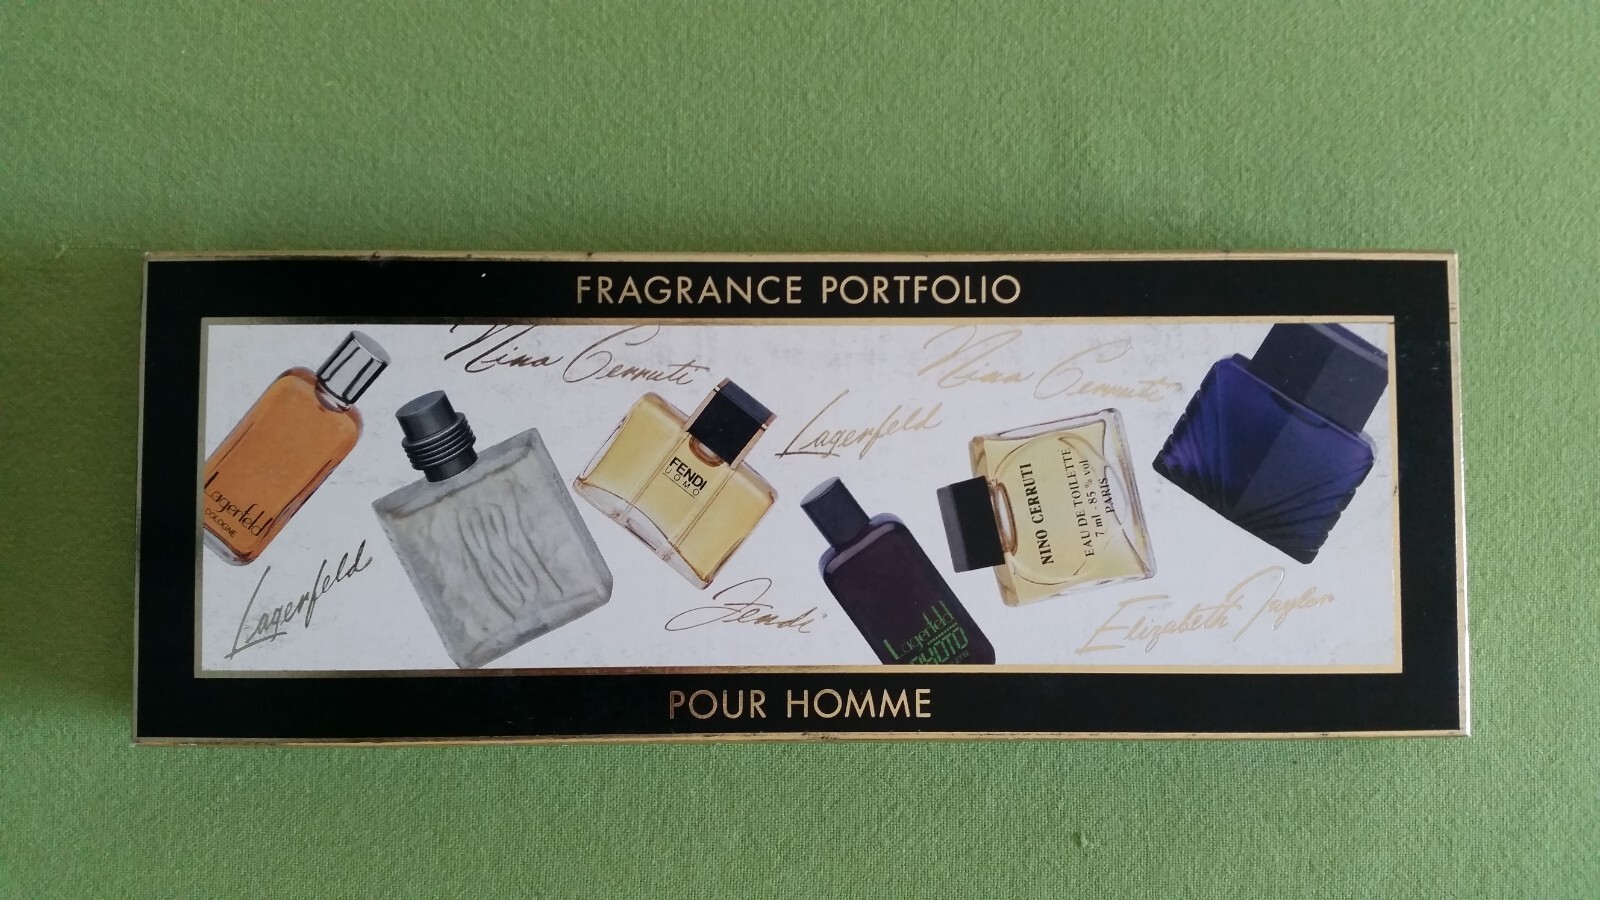 FRAGRANCE PORTFOLIO
Nino Cerruti
Nino Cerruti
Lagerfeld
Lagerfeld
COLOGNE
1881
FENDI
UOMO
NINO CERRUTI
EAU DE TOILETTE
7 ml - 85 % vol
PARIS
Lagerfeld
Fendi
Lagerfeld
PHOTO
Elizabeth Taylor
POUR HOMME